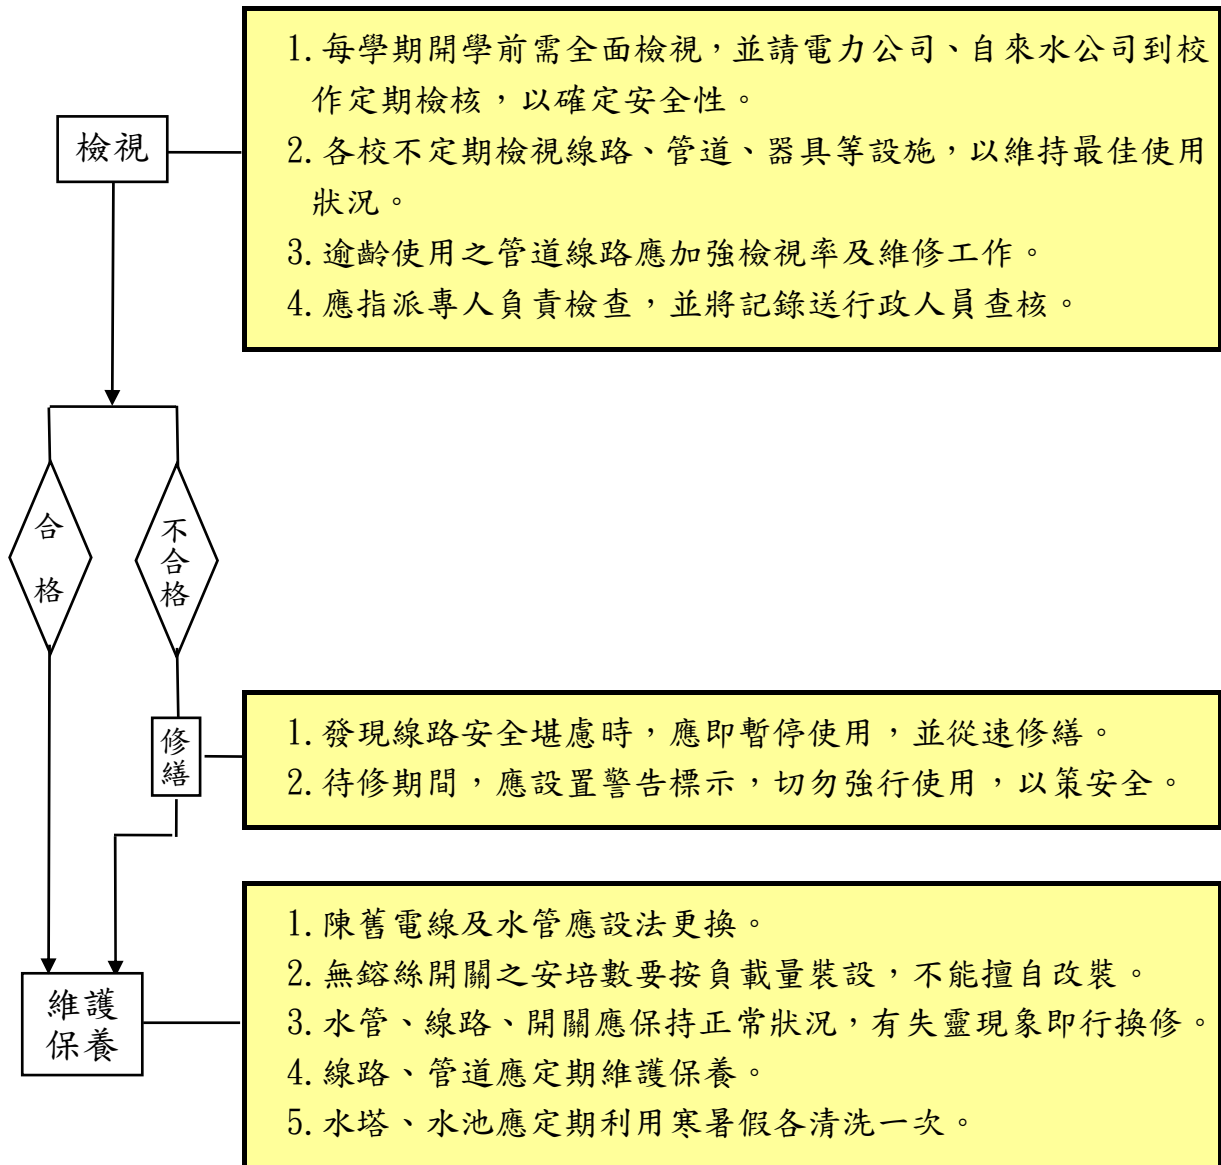 檢視
1.每學期開學前需全面檢視，並請電力公司、自來水公司到校
作定期檢核，以確定安全性。
2.各校不定期檢視線路、管道、器具等設施，以維持最佳使用
狀況。
3.逾齡使用之管道線路應加強檢視率及維修工作。
4.應指派專人負責檢查，並將記錄送行政人員查核。
合
格
不
合
格
修
繕
1.發現線路安全堪慮時，應即暫停使用，並從速修繕。
2.待修期間，應設置警告標示，切勿強行使用，以策安全。
維護
保養
1.陳舊電線及水管應設法更換。
2.無鎔絲開關之安培數要按負載量裝設，不能擅自改裝。
3.水管、線路、開關應保持正常狀況，有失靈現象即行換修。
4.線路、管道應定期維護保養。
5.水塔、水池應定期利用寒暑假各清洗一次。